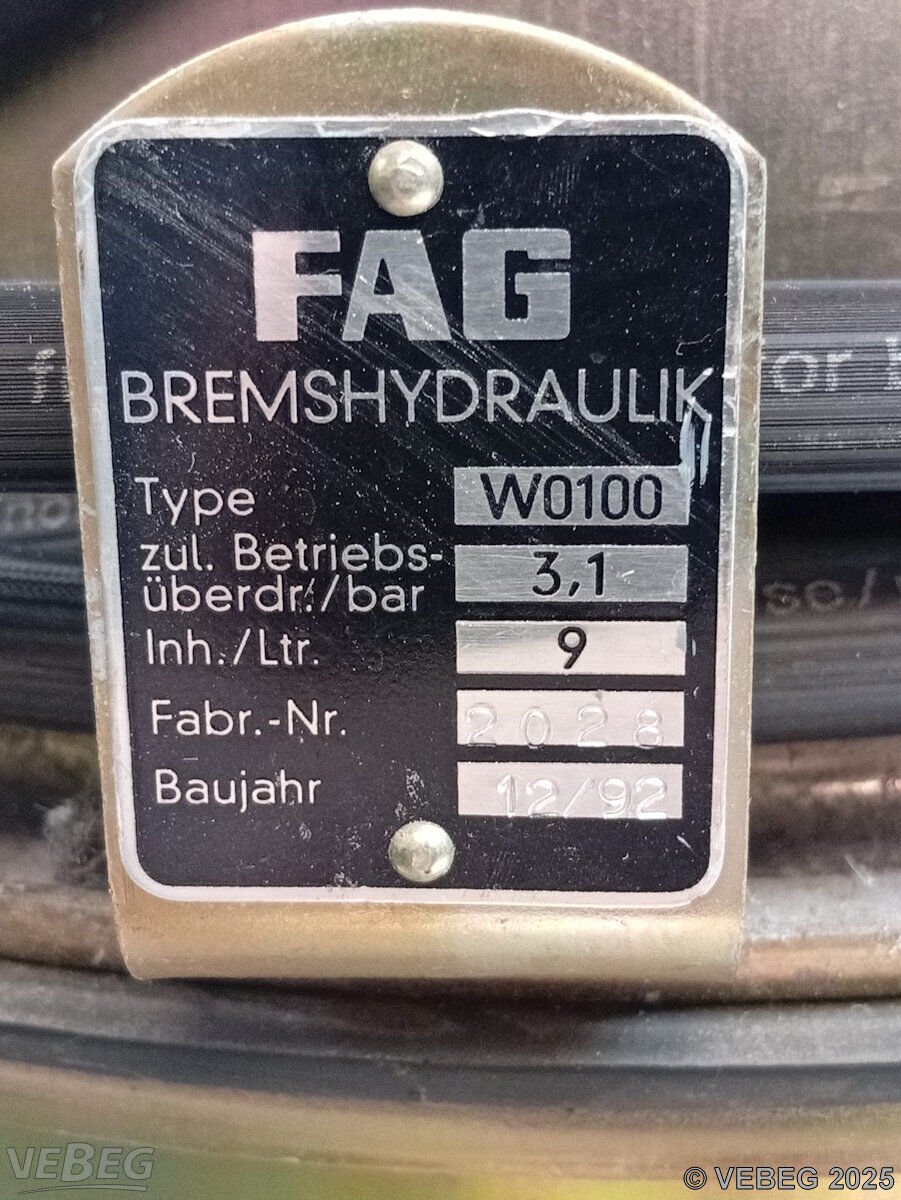 FAG
BREMSHYDRAULIK
Type W0100
zul. Betriebs-
überdr./bar 3,1
Inh./Ltr. 9
Fabr.-Nr. 2028
Baujahr 12/92
for
VEBEG
© VEBEG 2025